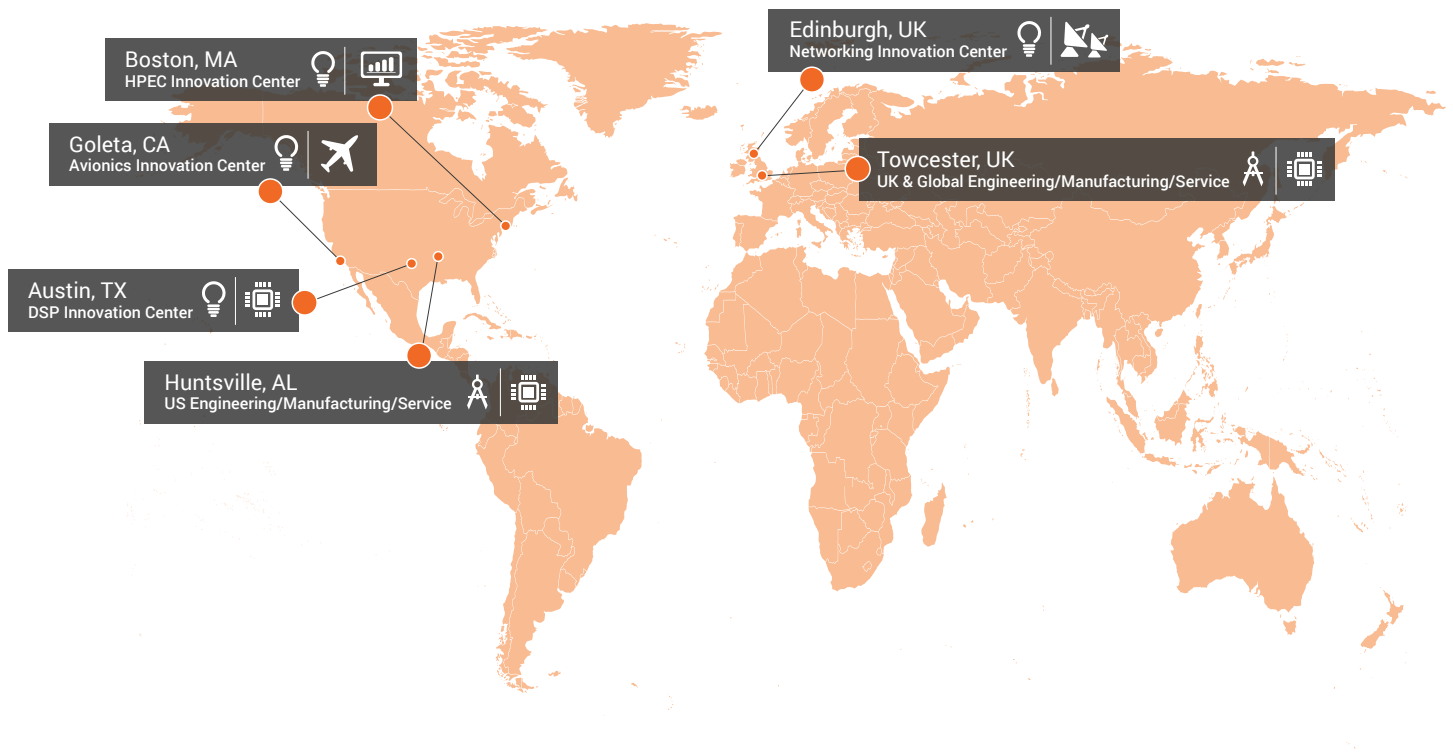 Boston, MA
HPEC Innovation Center
Goleta, CA
Avionics Innovation Center
Austin, TX
DSP Innovation Center
Huntsville, AL
US Engineering/Manufacturing/Service
Edinburgh, UK
Networking Innovation Center
Towcester, UK
UK & Global Engineering/Manufacturing/Service